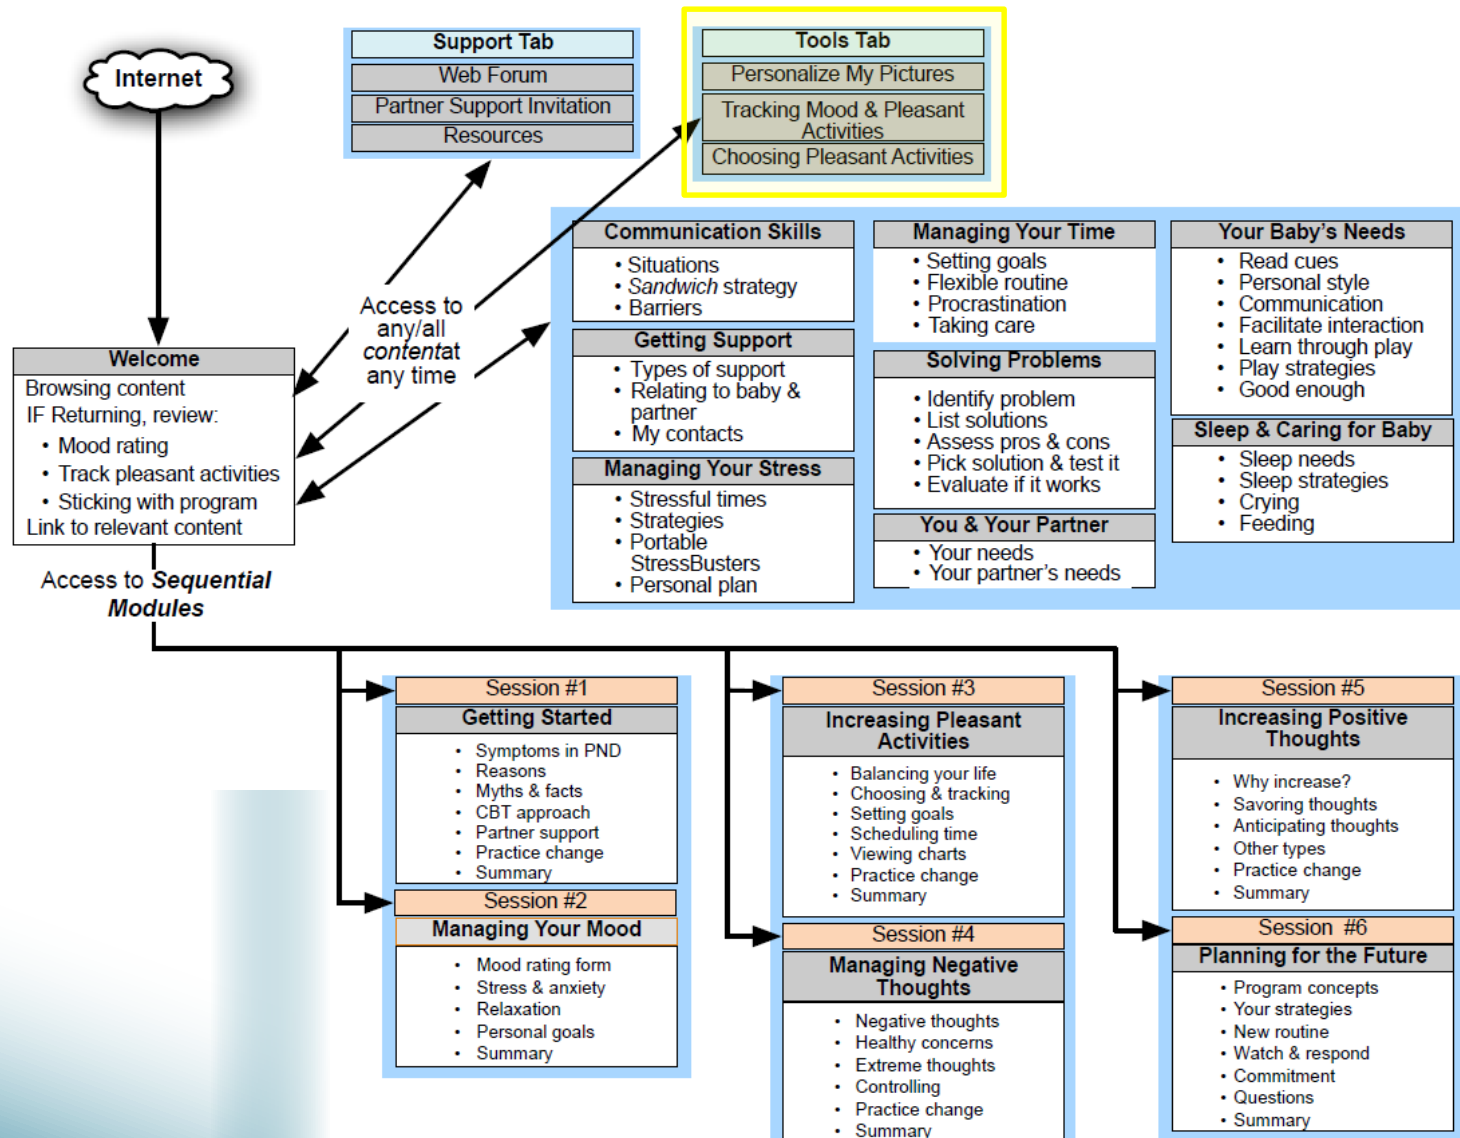 Internet
Support Tab
Web Forum
Partner Support Invitation
Resources
Tools Tab
Personalize My Pictures
Tracking Mood & Pleasant
Activities
Choosing Pleasant Activities
Access to
any/all
contentat
any time
Welcome
Browsing content
IF Returning, review:
• Mood rating
• Track pleasant activities
• Sticking with program
Link to relevant content
Communication Skills
• Situations
• Sandwich strategy
• Barriers
Getting Support
• Types of support
• Relating to baby &
partner
• My contacts
Managing Your Stress
• Stressful times
• Strategies
• Portable
StressBusters
• Personal plan
Managing Your Time
• Setting goals
• Flexible routine
• Procrastination
• Taking care
Solving Problems
• Identify problem
• List solutions
• Assess pros & cons
• Pick solution & test it
• Evaluate if it works
You & Your Partner
• Your needs
• Your partner's needs
Your Baby's Needs
• Read cues
• Personal style
• Communication
• Facilitate interaction
• Learn through play
• Play strategies
• Good enough
Sleep & Caring for Baby
• Sleep needs
• Sleep strategies
• Crying
• Feeding
Access to Sequential
Modules
Session #1
Getting Started
• Symptoms in PND
• Reasons
• Myths & facts
• CBT approach
• Partner support
• Practice change
• Summary
Session #2
Managing Your Mood
• Mood rating form
• Stress & anxiety
• Relaxation
• Personal goals
• Summary
Session #3
Increasing Pleasant
Activities
• Balancing your life
• Choosing & tracking
• Setting goals
• Scheduling time
• Viewing charts
• Practice change
• Summary
Session #4
Managing Negative
Thoughts
• Negative thoughts
• Healthy concerns
• Extreme thoughts
• Controlling
• Practice change
• Summary
Session #5
Increasing Positive
Thoughts
• Why increase?
• Savoring thoughts
• Anticipating thoughts
• Other types
• Practice change
• Summary
Session #6
Planning for the Future
• Program concepts
• Your strategies
• New routine
• Watch & respond
• Commitment
• Questions
• Summary